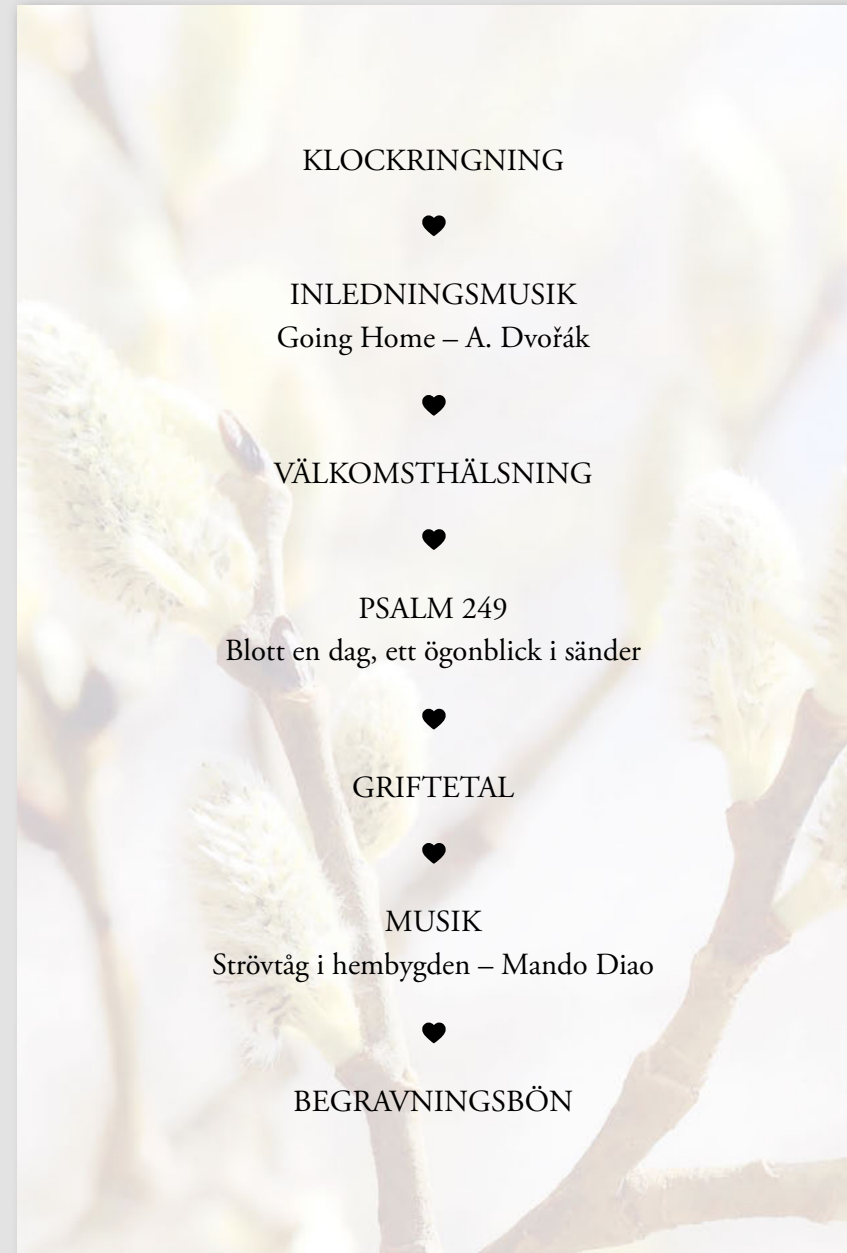 KLOCKRINGNING
♥
INLEDNINGSMUSIK
Going Home – A. Dvořák
♥
VÄLKOMSTHÄLSNING
♥
PSALM 249
Blott en dag, ett ögonblick i sänder
♥
GRIFTETAL
♥
MUSIK
Strövtåg i hembygden – Mando Diao
♥
BEGRAVNINGSBÖN